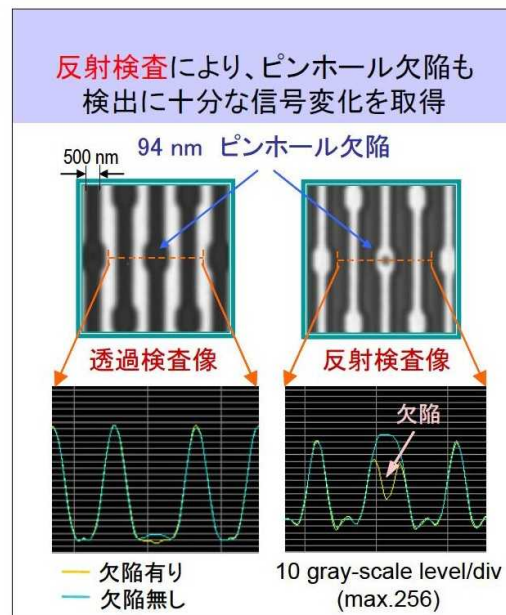 反射検査により、ピンホール欠陥も
検出に十分な信号変化を取得
94 nm ピンホール欠陥
500 nm
透過検査像
反射検査像
欠陥
欠陥有り
欠陥無し
10 gray-scale level/div
(max.256)